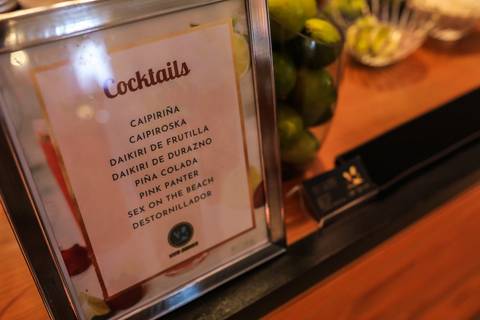 Cocktails
CAIPIRIÑA
CAIPIROSKA
DAIKIRI DE FRUTILLA
DAIKIRI DE DURAZNO
PIÑA COLADA
PINK PANTER
SEX ON THE BEACH
DESTORNILLADOR